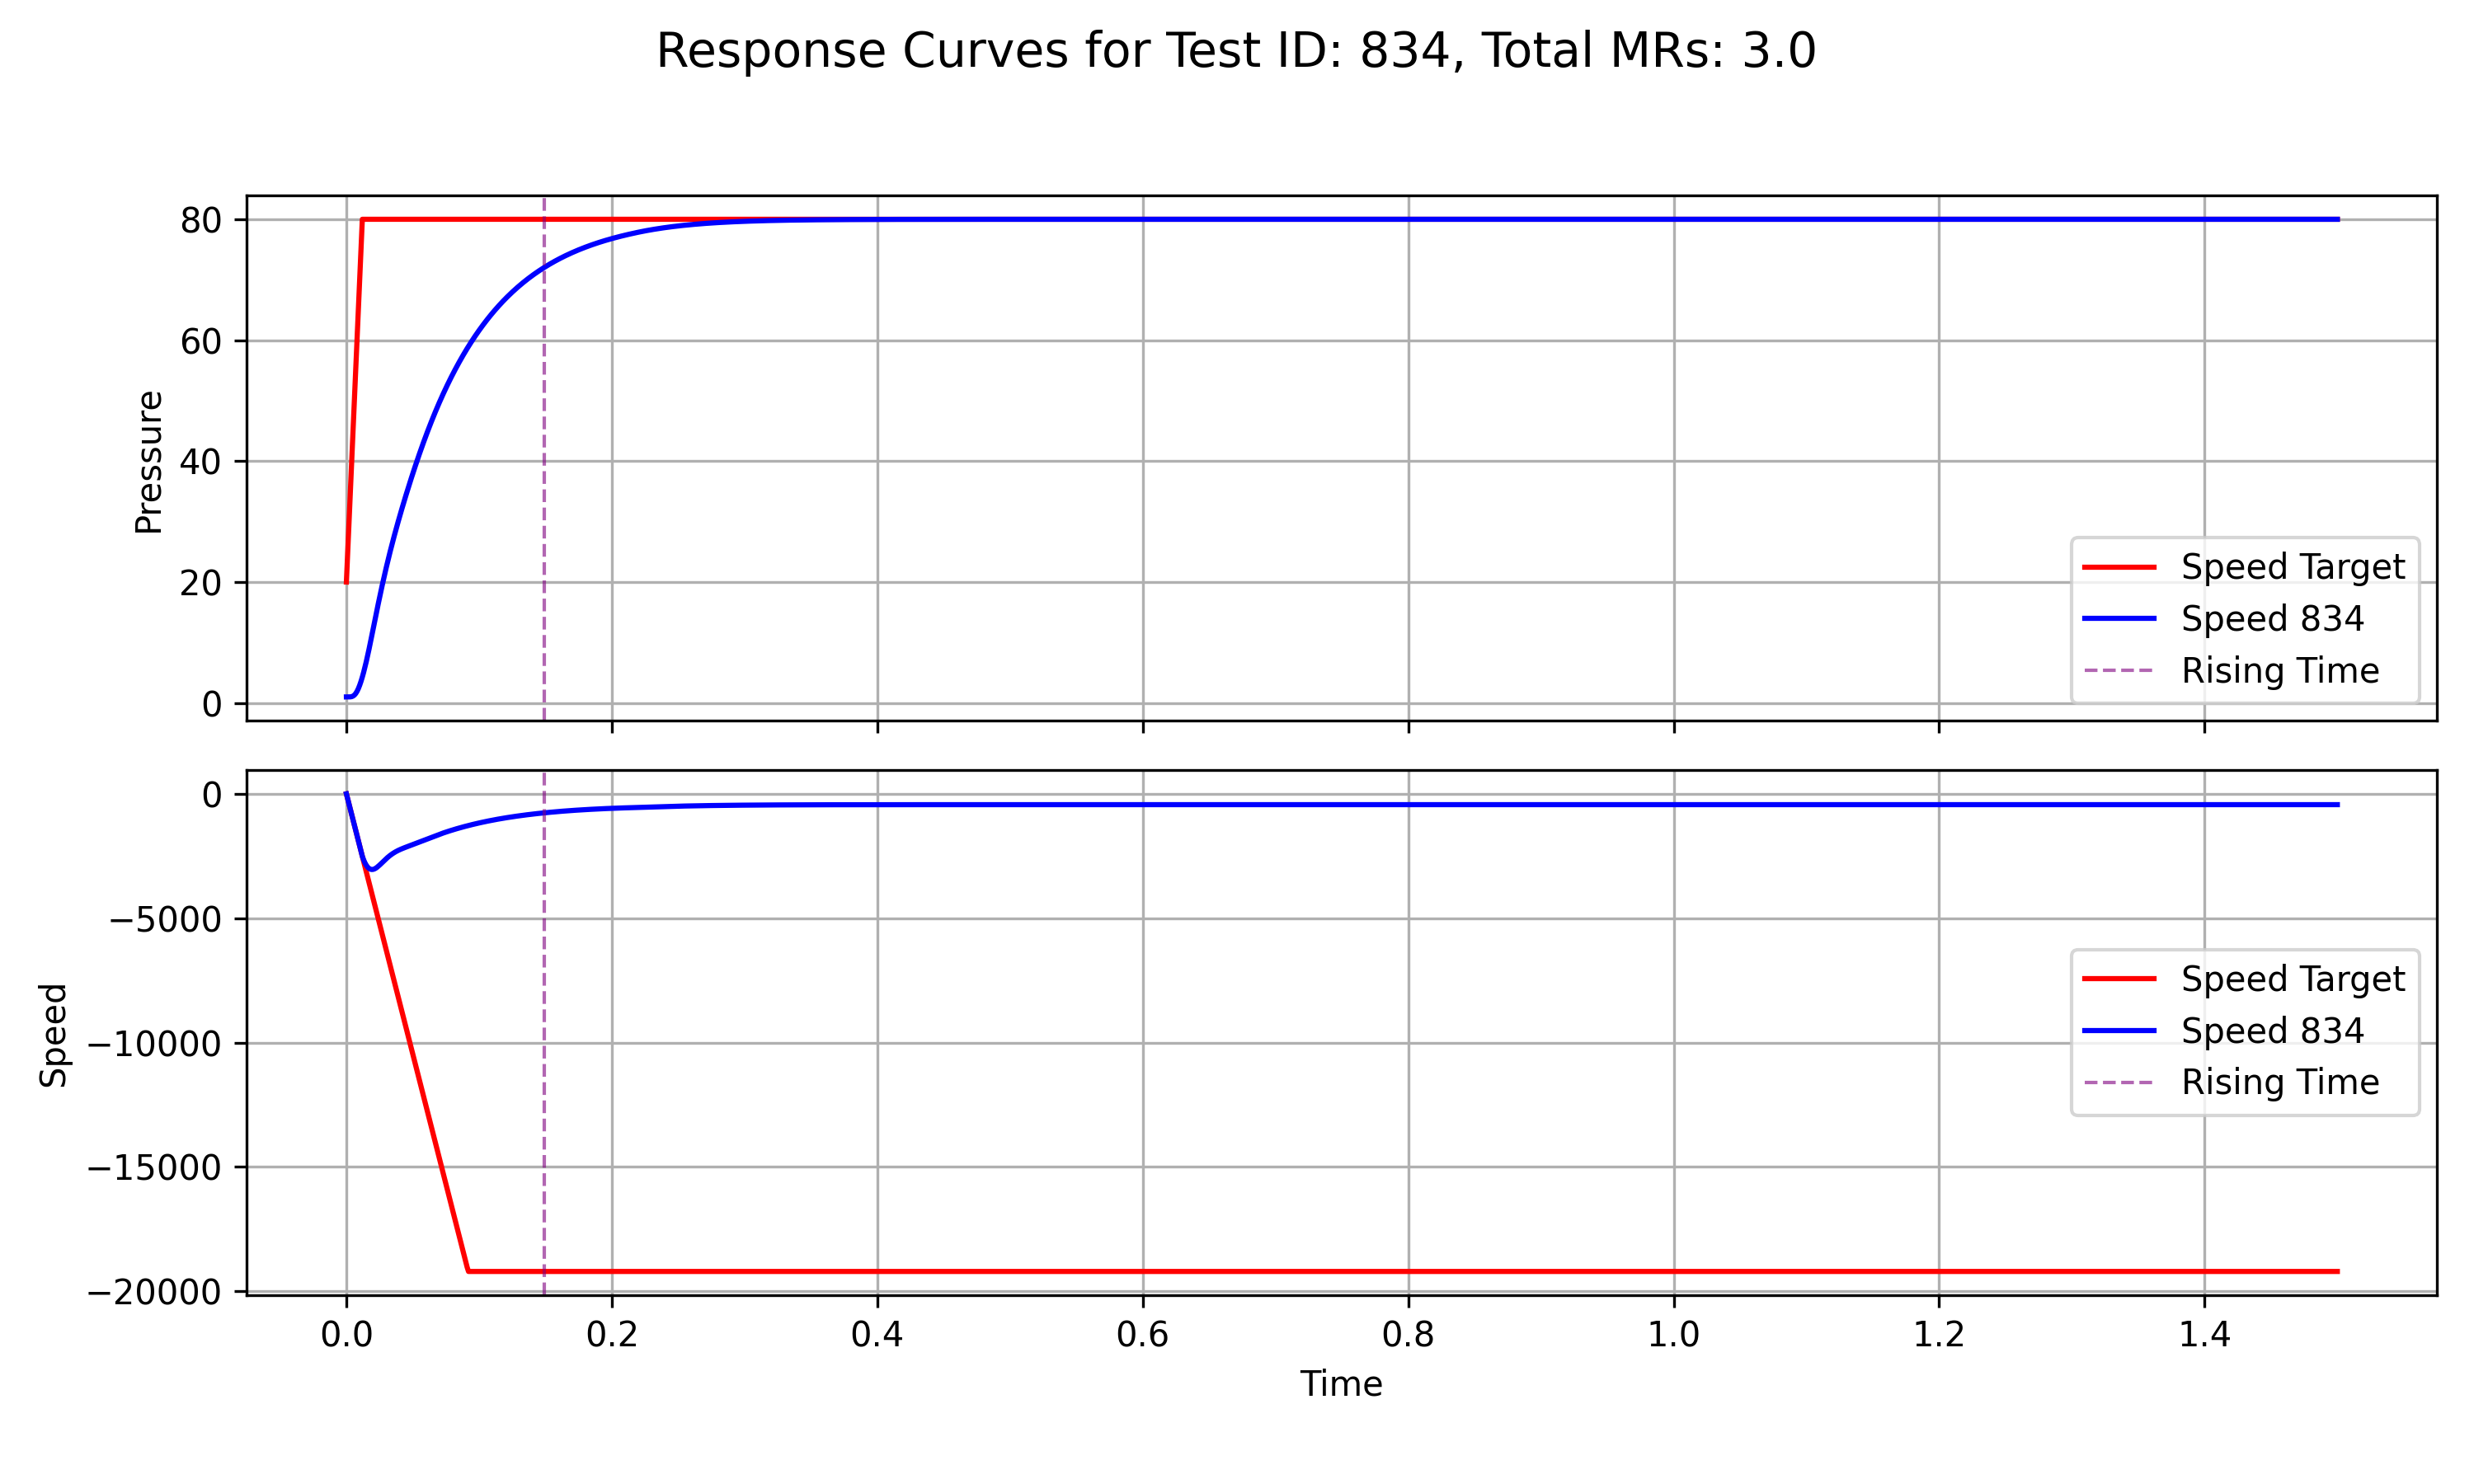 Response Curves for Test ID: 834, Total MRs: 3.0
80
60
40
20
0
Pressure
Speed Target
Speed 834
Rising Time
0
−5000
−10000
−15000
−20000
Speed
Speed Target
Speed 834
Rising Time
0.0 0.2 0.4 0.6 0.8 1.0 1.2 1.4
Time